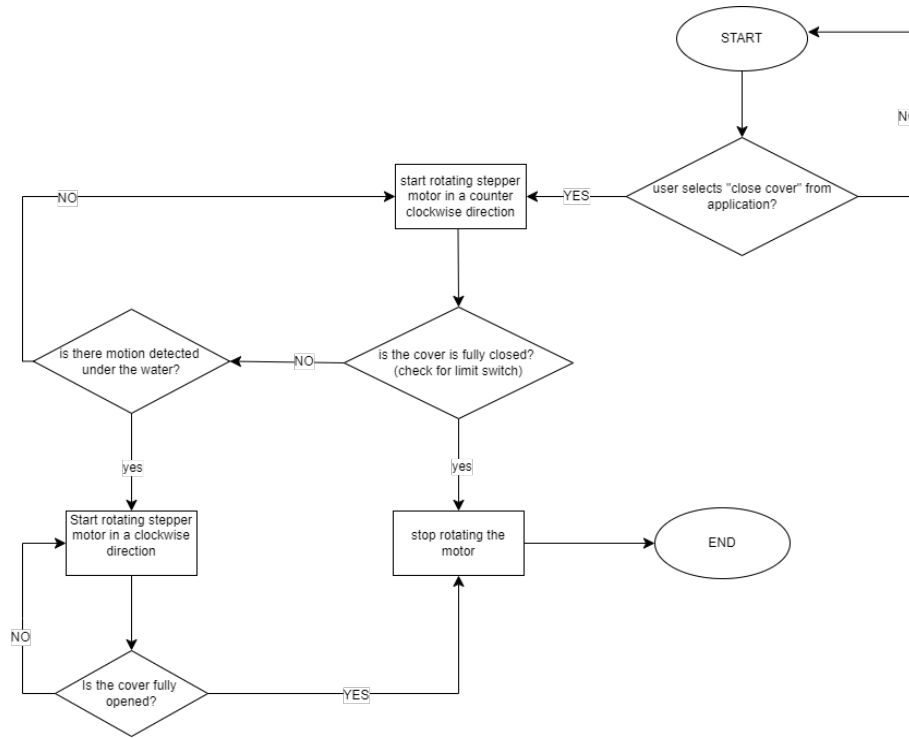 START
NO
user selects "close cover" from
application?
YES
start rotating stepper
motor in a counter
clockwise direction
NO
is the cover is fully closed?
(check for limit switch)
NO
is there motion detected
under the water?
yes
yes
Start rotating stepper
motor in a clockwise
direction
stop rotating the
motor
END
NO
Is the cover fully
opened?
YES